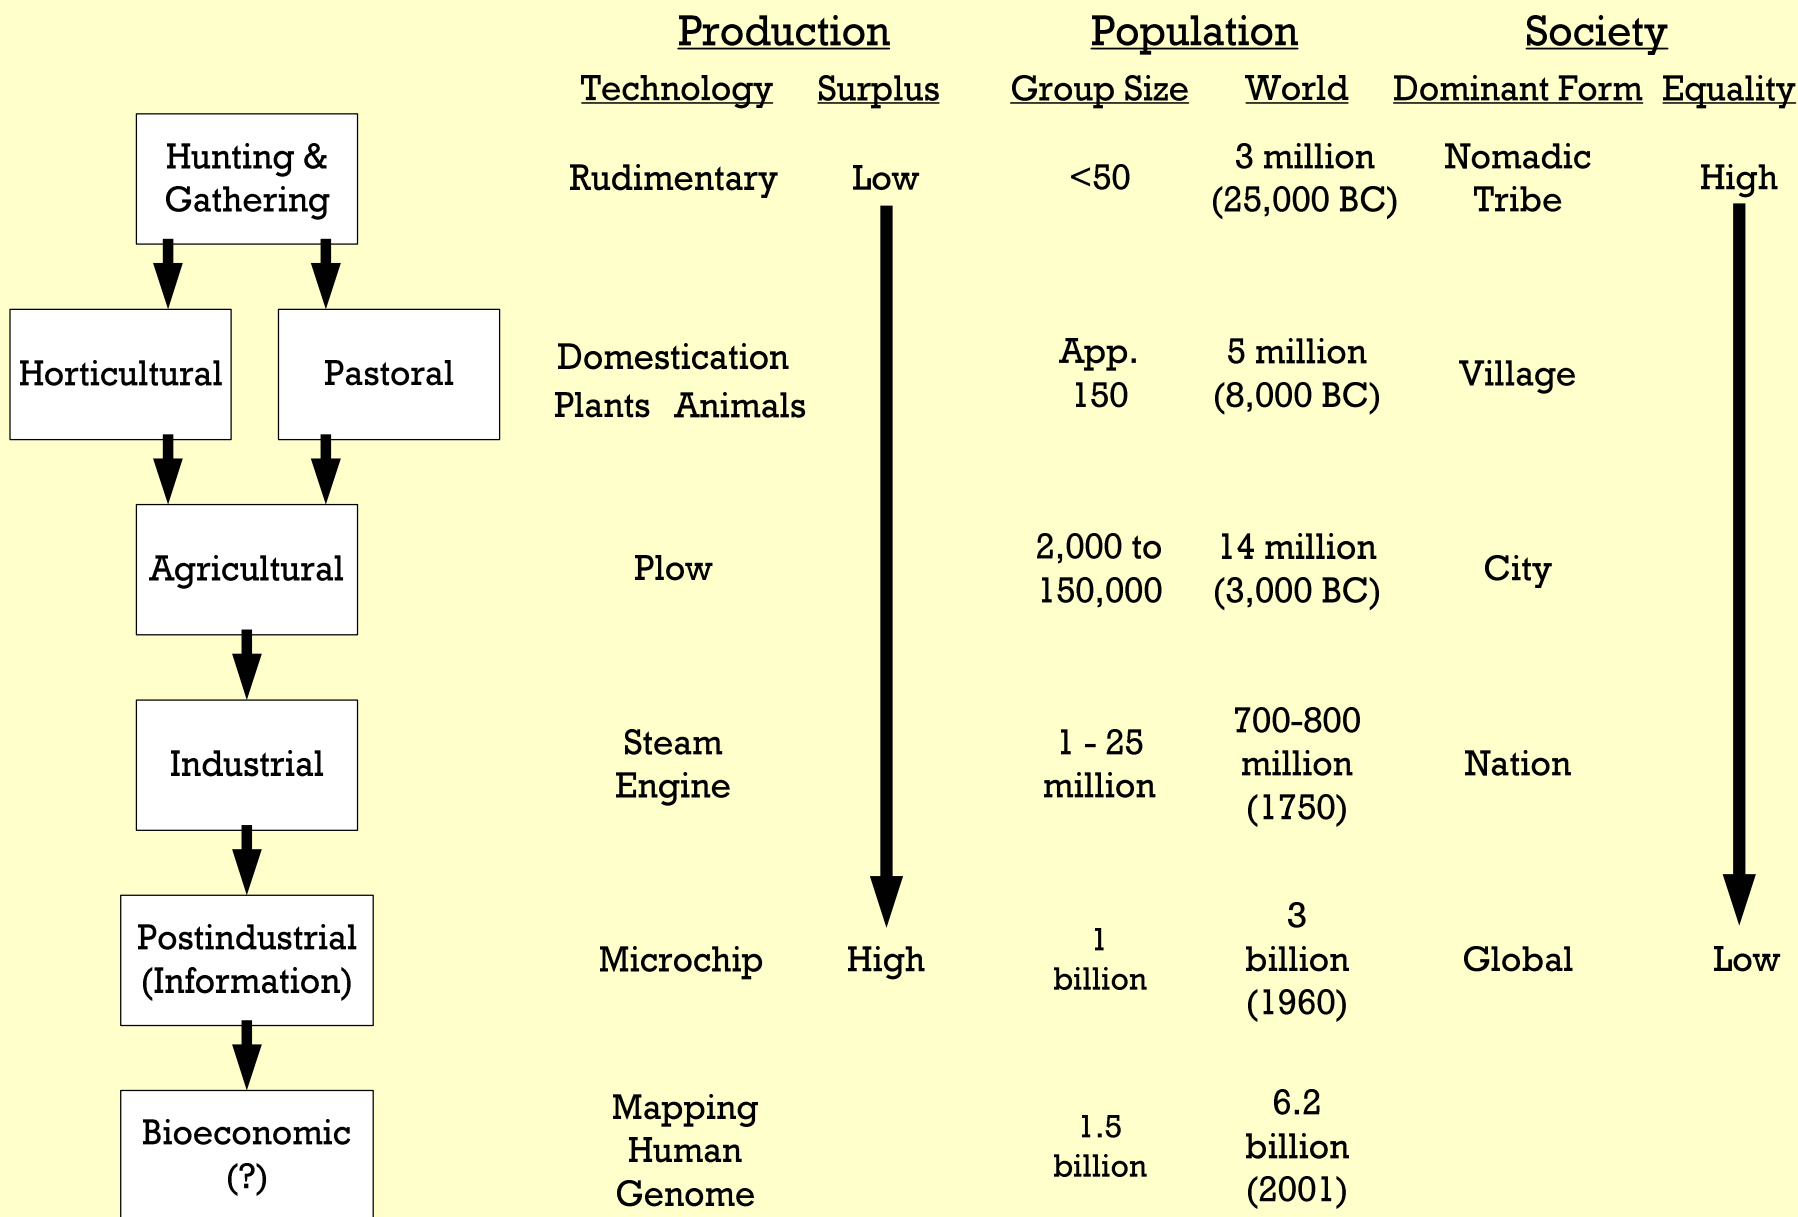 Production Population Society
Technology Surplus Group Size World Dominant Form Equality
Hunting &
Gathering
Rudimentary
Low
<50
3 million
(25,000 BC)
Nomadic
Tribe
High
Horticultural
Pastoral
Domestication
Plants Animals
App.
150
5 million
(8,000 BC)
Village
Agricultural
Plow
2,000 to
150,000
14 million
(3,000 BC)
City
Industrial
Steam
Engine
1 - 25
million
700-800
million
(1750)
Nation
Postindustrial
(Information)
Microchip
High
1
billion
3
billion
(1960)
Global
Low
Bioeconomic
(?)
Mapping
Human
Genome
1.5
billion
6.2
billion
(2001)